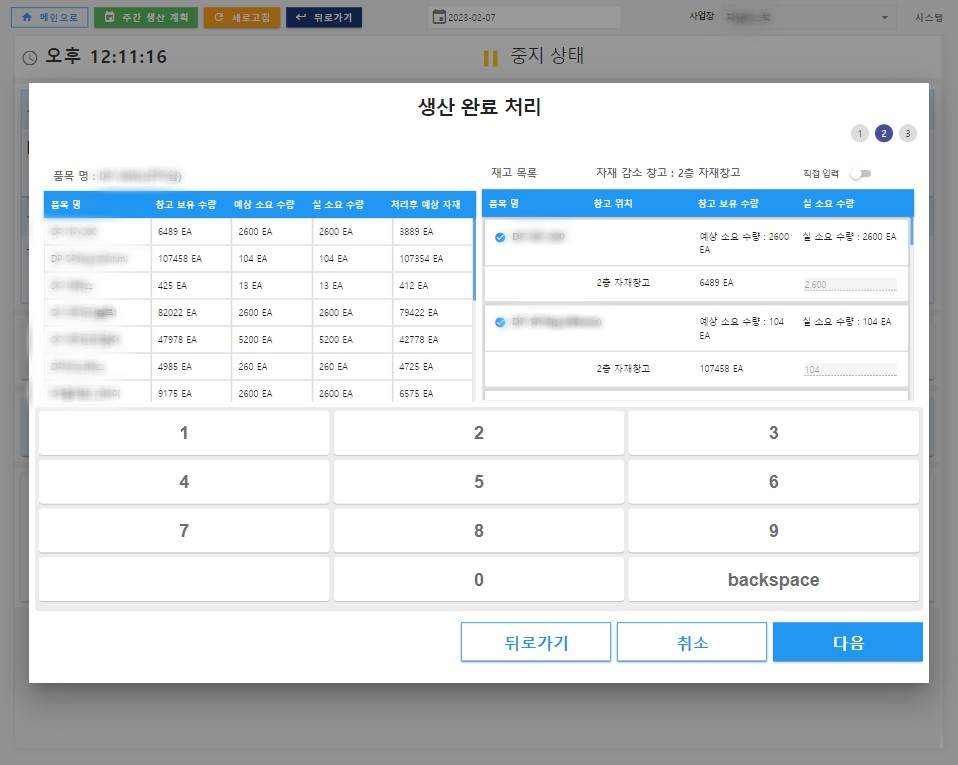 메인으로 주간 생산 계획 새로고침 뒤로가기 2023-02-07 사업장 시스템
오후 12:11:16 중지 상태
생산 완료 처리
1 2 3
품목 명 :
재고 목록 자재 감소 창고 : 2층 자재창고 직접 입력
품목 명 창고 보유 수량 예상 소요 수량 실 소요 수량 처리후 예상 자재
6489 EA 2600 EA 2600 EA 3889 EA
107458 EA 104 EA 104 EA 107354 EA
425 EA 13 EA 13 EA 412 EA
82022 EA 2600 EA 2600 EA 79422 EA
47978 EA 5200 EA 5200 EA 42778 EA
4985 EA 260 EA 260 EA 4725 EA
9175 EA 2600 EA 2600 EA 6575 EA
품목 명 창고 위치 창고 보유 수량 실 소요 수량
예상 소요 수량 : 2600 EA 실 소요 수량 : 2600 EA
2층 자재창고 6489 EA 2,600
예상 소요 수량 : 104 EA 실 소요 수량 : 104 EA
2층 자재창고 107458 EA 104
1 2 3
4 5 6
7 8 9
0 backspace
뒤로가기 취소 다음